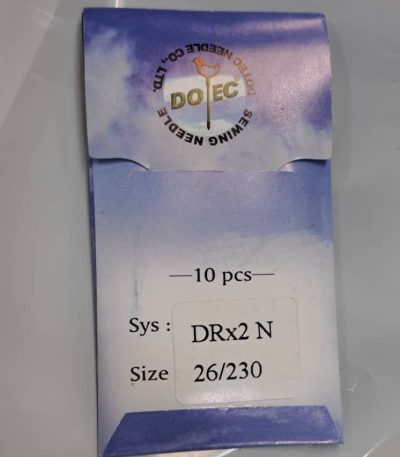 DOTEC NEEDLE CO., LTD.
DOTEC
SEWING NEEDLE
—10 pcs—
Sys : DRx2 N
Size 26/230